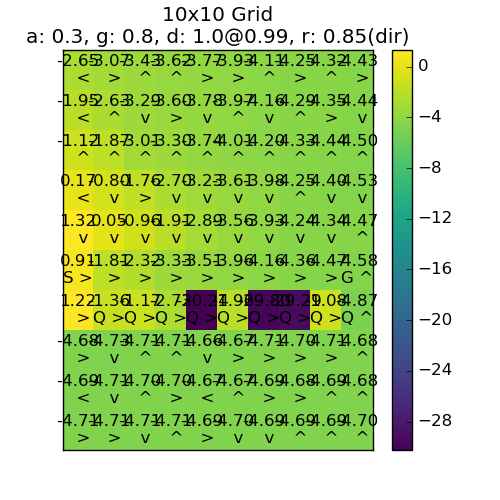 10x10 Grid
a: 0.3, g: 0.8, d: 1.0@0.99, r: 0.85(dir)
-2.65 -3.07 -3.43 -3.62 -3.77 -3.93 -4.11 -4.25 -4.32 -4.43
< > ^ ^ > > > > ^ >
-1.95 -2.63 -3.29 -3.60 -3.78 -3.97 -4.16 -4.29 -4.35 -4.44
< ^ v > v ^ v ^ > v
-1.12 -1.87 -3.01 -3.30 -3.74 -4.01 -4.20 -4.33 -4.44 -4.50
^ ^ ^ ^ ^ ^ ^ ^ ^ ^
0.17 -0.80 -1.76 -2.70 -3.23 -3.61 -3.98 -4.25 -4.40 -4.53
< v > v v v v ^ v v
1.32 0.05 -0.96 -1.91 -2.89 -3.56 -3.93 -4.24 -4.34 -4.47
v v v v v v v v v ^
0.91 -1.81 -2.32 -3.33 -3.51 -3.96 -4.16 -4.36 -4.47 -4.58
S > > > > > > > > > G ^
1.22 -1.36 -1.17 -4.87
> Q > Q > Q > Q > > Q > Q > Q > Q ^
-4.68 -4.73 -4.71 -4.71 -4.66 -4.67 -4.71 -4.70 -4.71 -4.68
> v ^ ^ v > > > > ^
-4.69 -4.71 -4.70 -4.70 -4.67 -4.67 -4.69 -4.68 -4.69 -4.68
< v ^ ^ < v > ^ > ^
-4.71 -4.71 -4.71 -4.71 -4.69 -4.70 -4.69 -4.69 -4.69 -4.70
> > v ^ > v v ^ ^ ^
0
−4
−8
−12
−16
−20
−24
−28